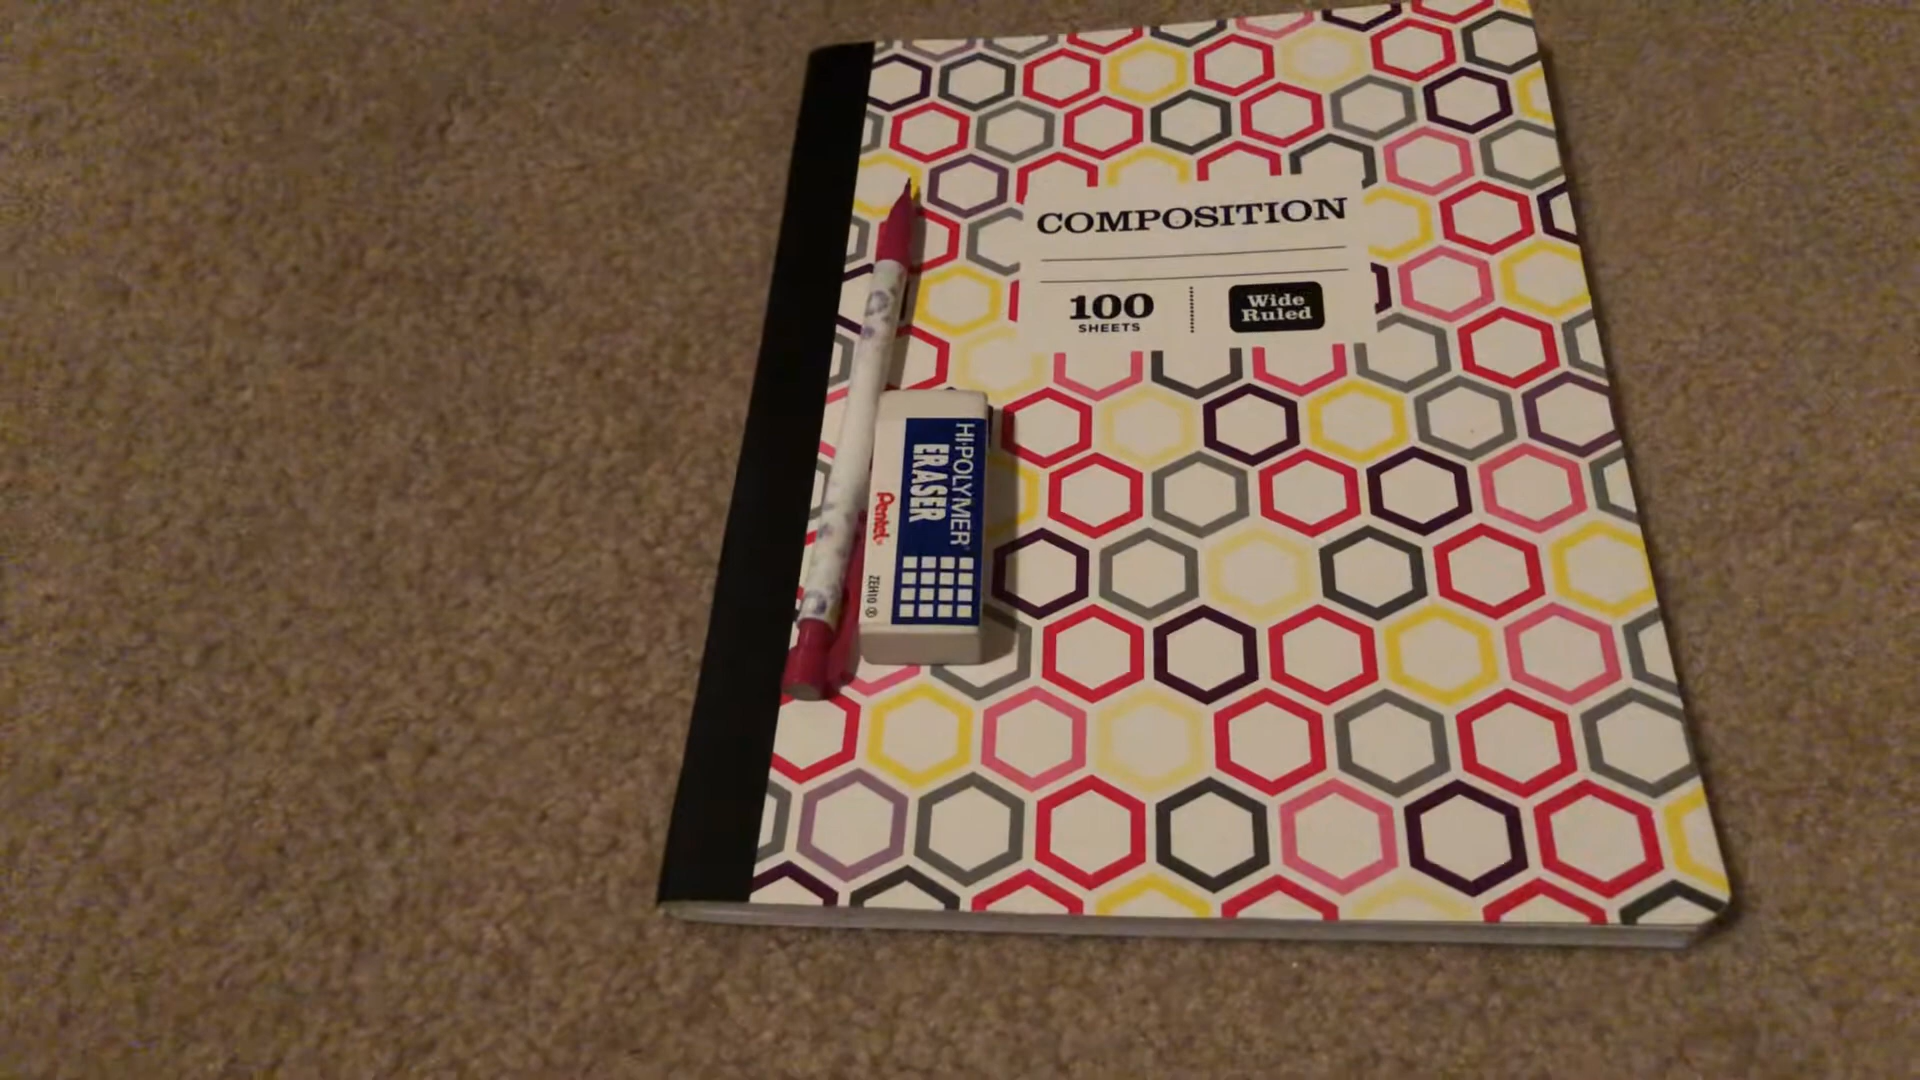 COMPOSITION
100
SHEETS
Wide
Ruled
HI-POLYMER
ERASER
Pentel
ZEH10